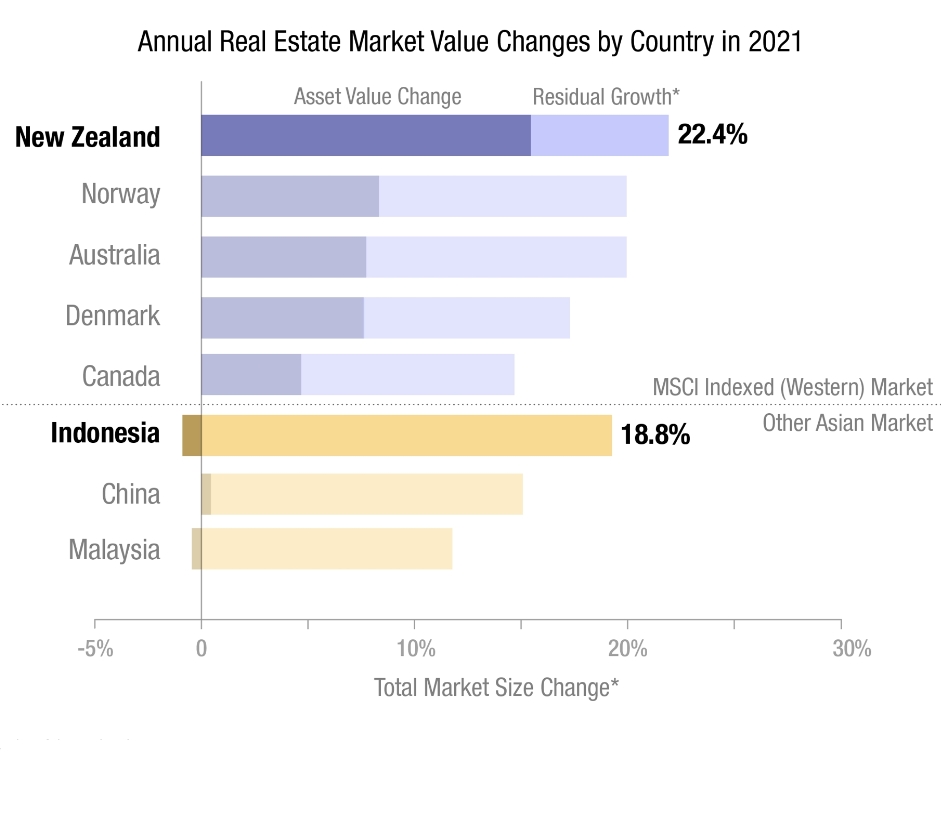 Annual Real Estate Market Value Changes by Country in 2021
Asset Value Change
Residual Growth*
New Zealand
22.4%
Norway
Australia
Denmark
Canada
MSCI Indexed (Western) Market
Other Asian Market
Indonesia
18.8%
China
Malaysia
-5%
0
10%
20%
30%
Total Market Size Change*